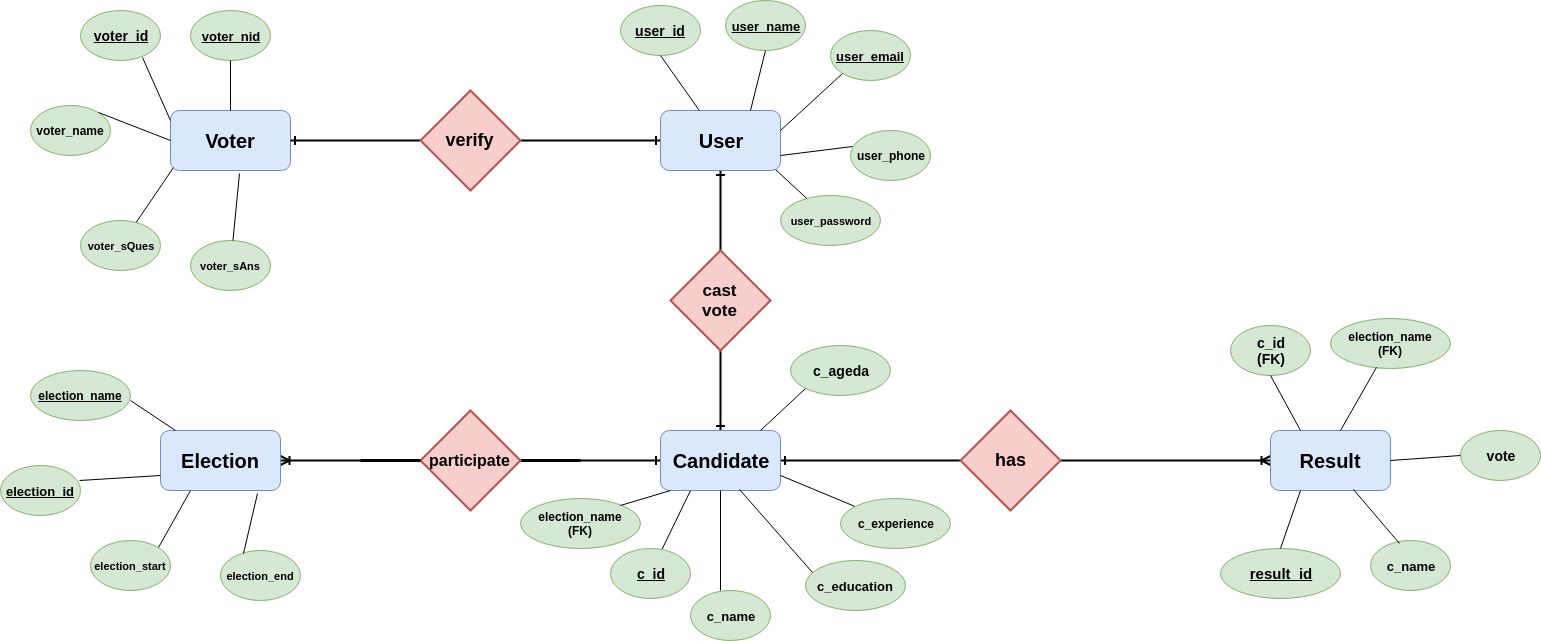 voter_id
voter_nid
user_id
user_name
user_email
voter_name
Voter
verify
User
user_phone
user_password
voter_sQues
voter_sAns
cast
vote
c_id
(FK)
election_name
(FK)
c_ageda
election_name
Election
participate
Candidate
has
Result
vote
election_id
election_name
(FK)
c_experience
election_start
election_end
c_id
c_education
c_name
result_id
c_name